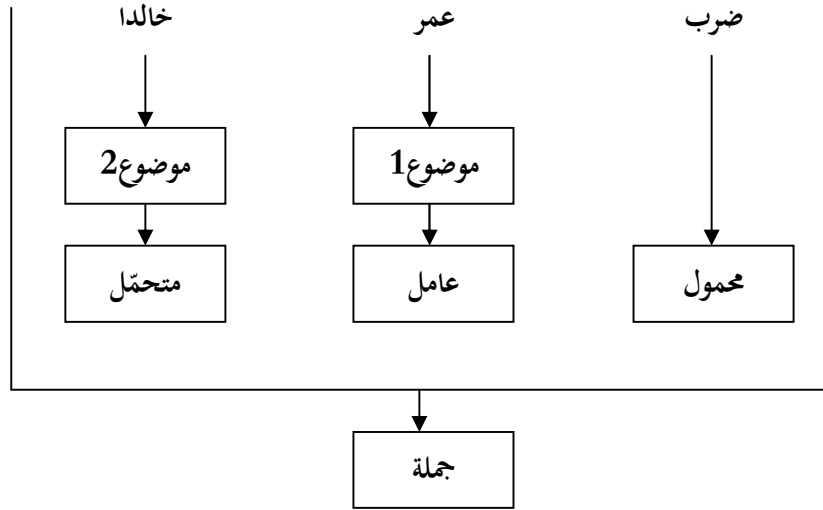 ضرب عمر خالدا
موضوع1 موضوع2
محمول عامل متحمّل
جملة